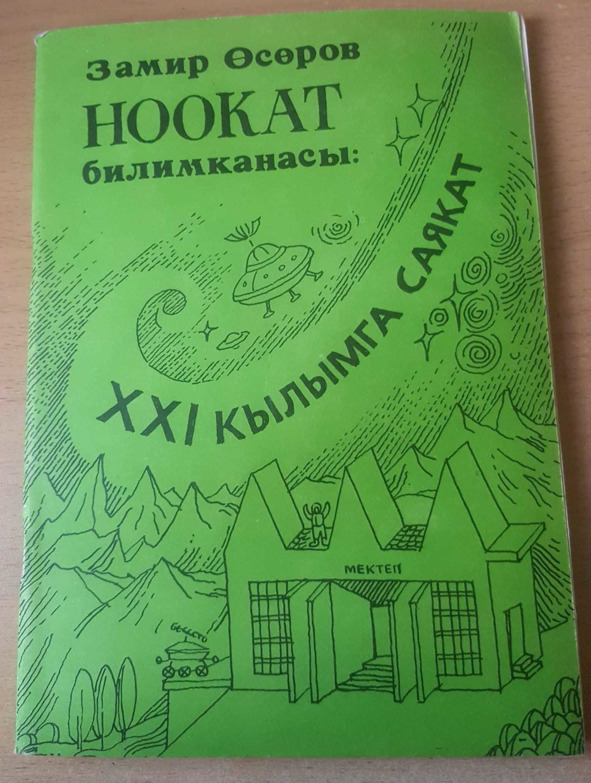 Замир Өсөров
НООКАТ
билимканасы:
XXI КЫЛЫМГА САЯКАТ
МЕКТЕП